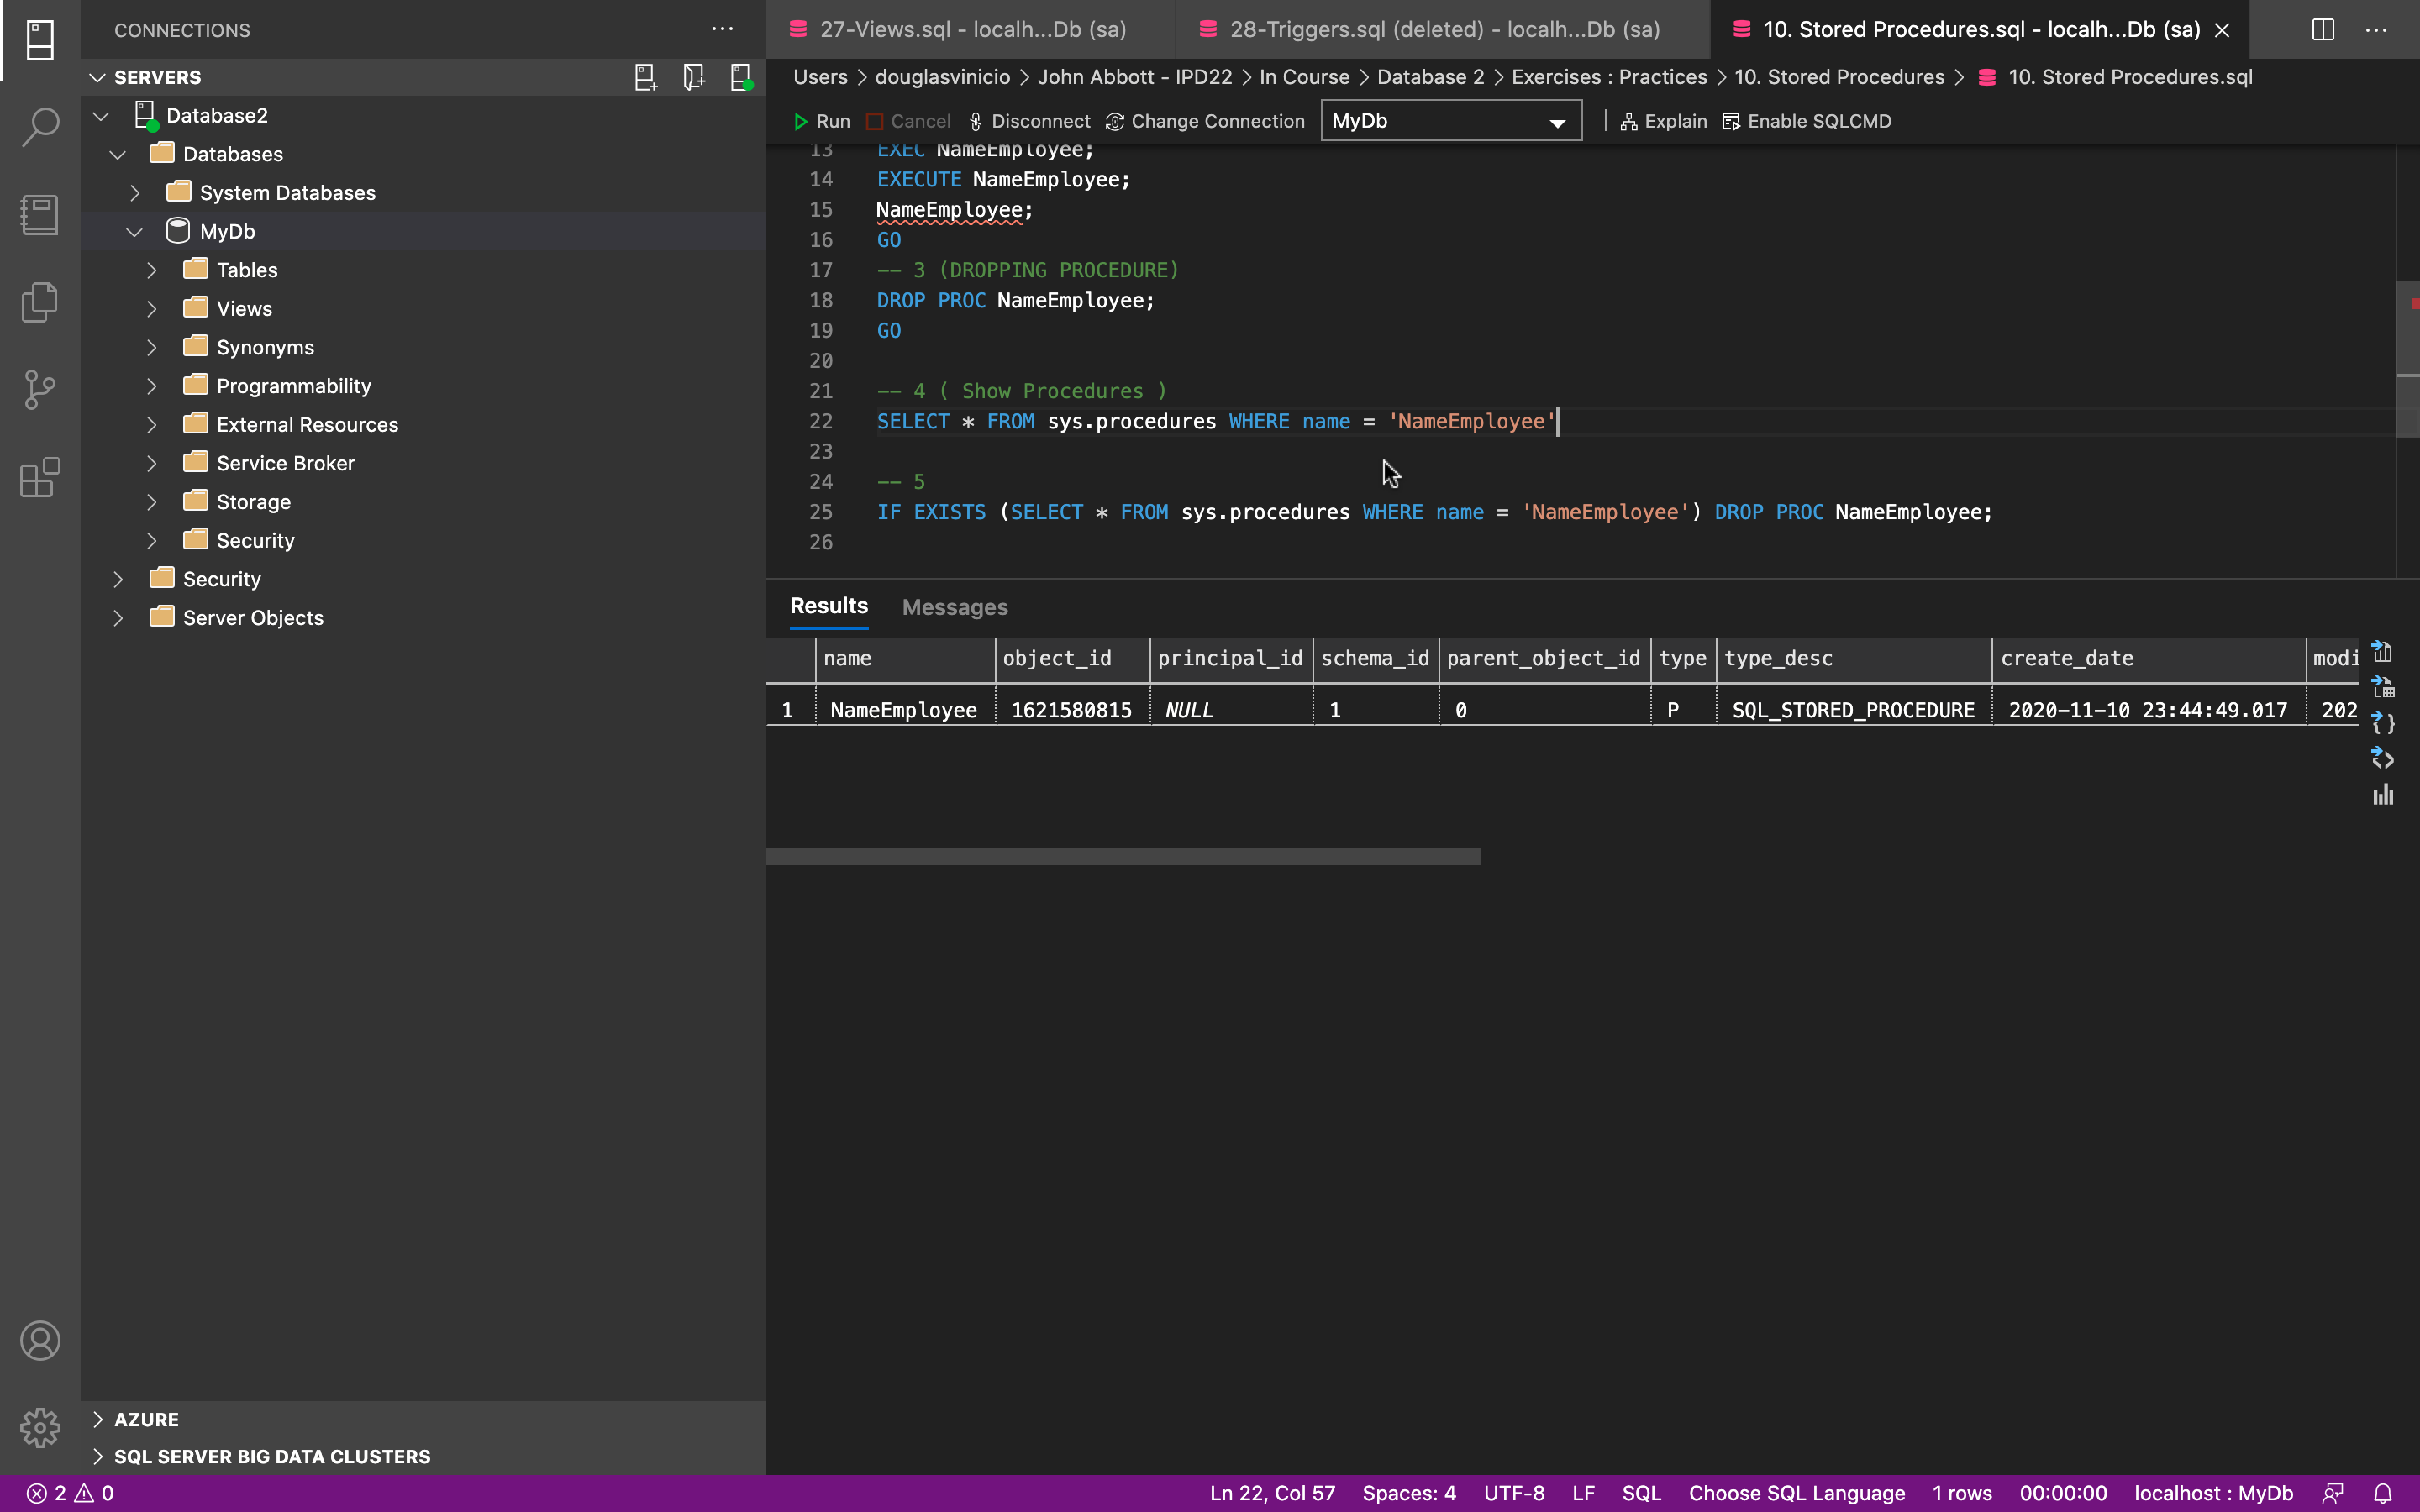 CONNECTIONS
SERVERS
Database2
Databases
System Databases
MyDb
Tables
Views
Synonyms
Programmability
External Resources
Service Broker
Storage
Security
Security
Server Objects
AZURE
SQL SERVER BIG DATA CLUSTERS
27-Views.sql - localh...Db (sa)
28-Triggers.sql (deleted) - localh...Db (sa)
10. Stored Procedures.sql - localh...Db (sa)
Users > douglasvinicio > John Abbott - IPD22 > In Course > Database 2 > Exercises : Practices > 10. Stored Procedures > 10. Stored Procedures.sql
Run Cancel Disconnect Change Connection MyDb Explain Enable SQLCMD
13 EXEC NameEmployee;
14 EXECUTE NameEmployee;
15 NameEmployee;
16 GO
17 -- 3 (DROPPING PROCEDURE)
18 DROP PROC NameEmployee;
19 GO
20
21 -- 4 ( Show Procedures )
22 SELECT * FROM sys.procedures WHERE name = 'NameEmployee'
23
24 -- 5
25 IF EXISTS (SELECT * FROM sys.procedures WHERE name = 'NameEmployee') DROP PROC NameEmployee;
26
Results Messages
name object_id principal_id schema_id parent_object_id type type_desc create_date modi
1 NameEmployee 1621580815 NULL 1 0 P SQL_STORED_PROCEDURE 2020-11-10 23:44:49.017 202
2 0 Ln 22, Col 57 Spaces: 4 UTF-8 LF SQL Choose SQL Language 1 rows 00:00:00 localhost : MyDb